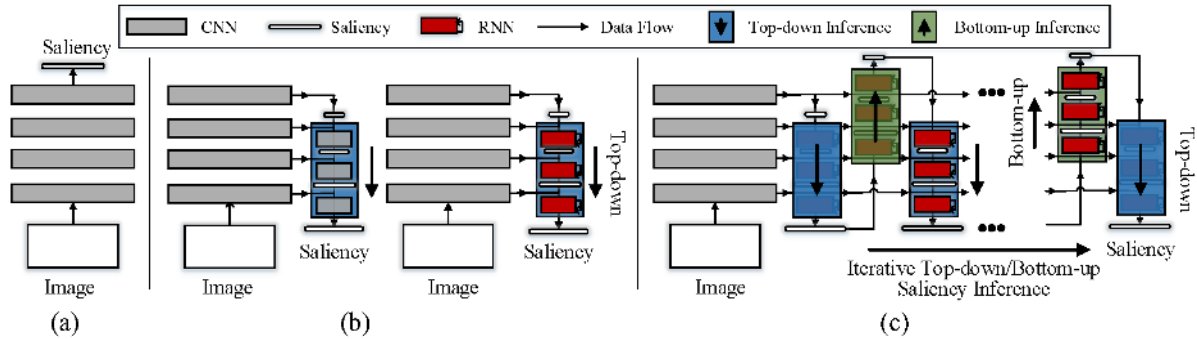 CNN Saliency RNN Data Flow Top-down Inference Bottom-up Inference
Saliency
Image
(a)
Saliency
Image
Top-down
Saliency
Image
(b)
Bottom-up
Top-down
Saliency
Iterative Top-down/Bottom-up
Saliency Inference
Image
(c)